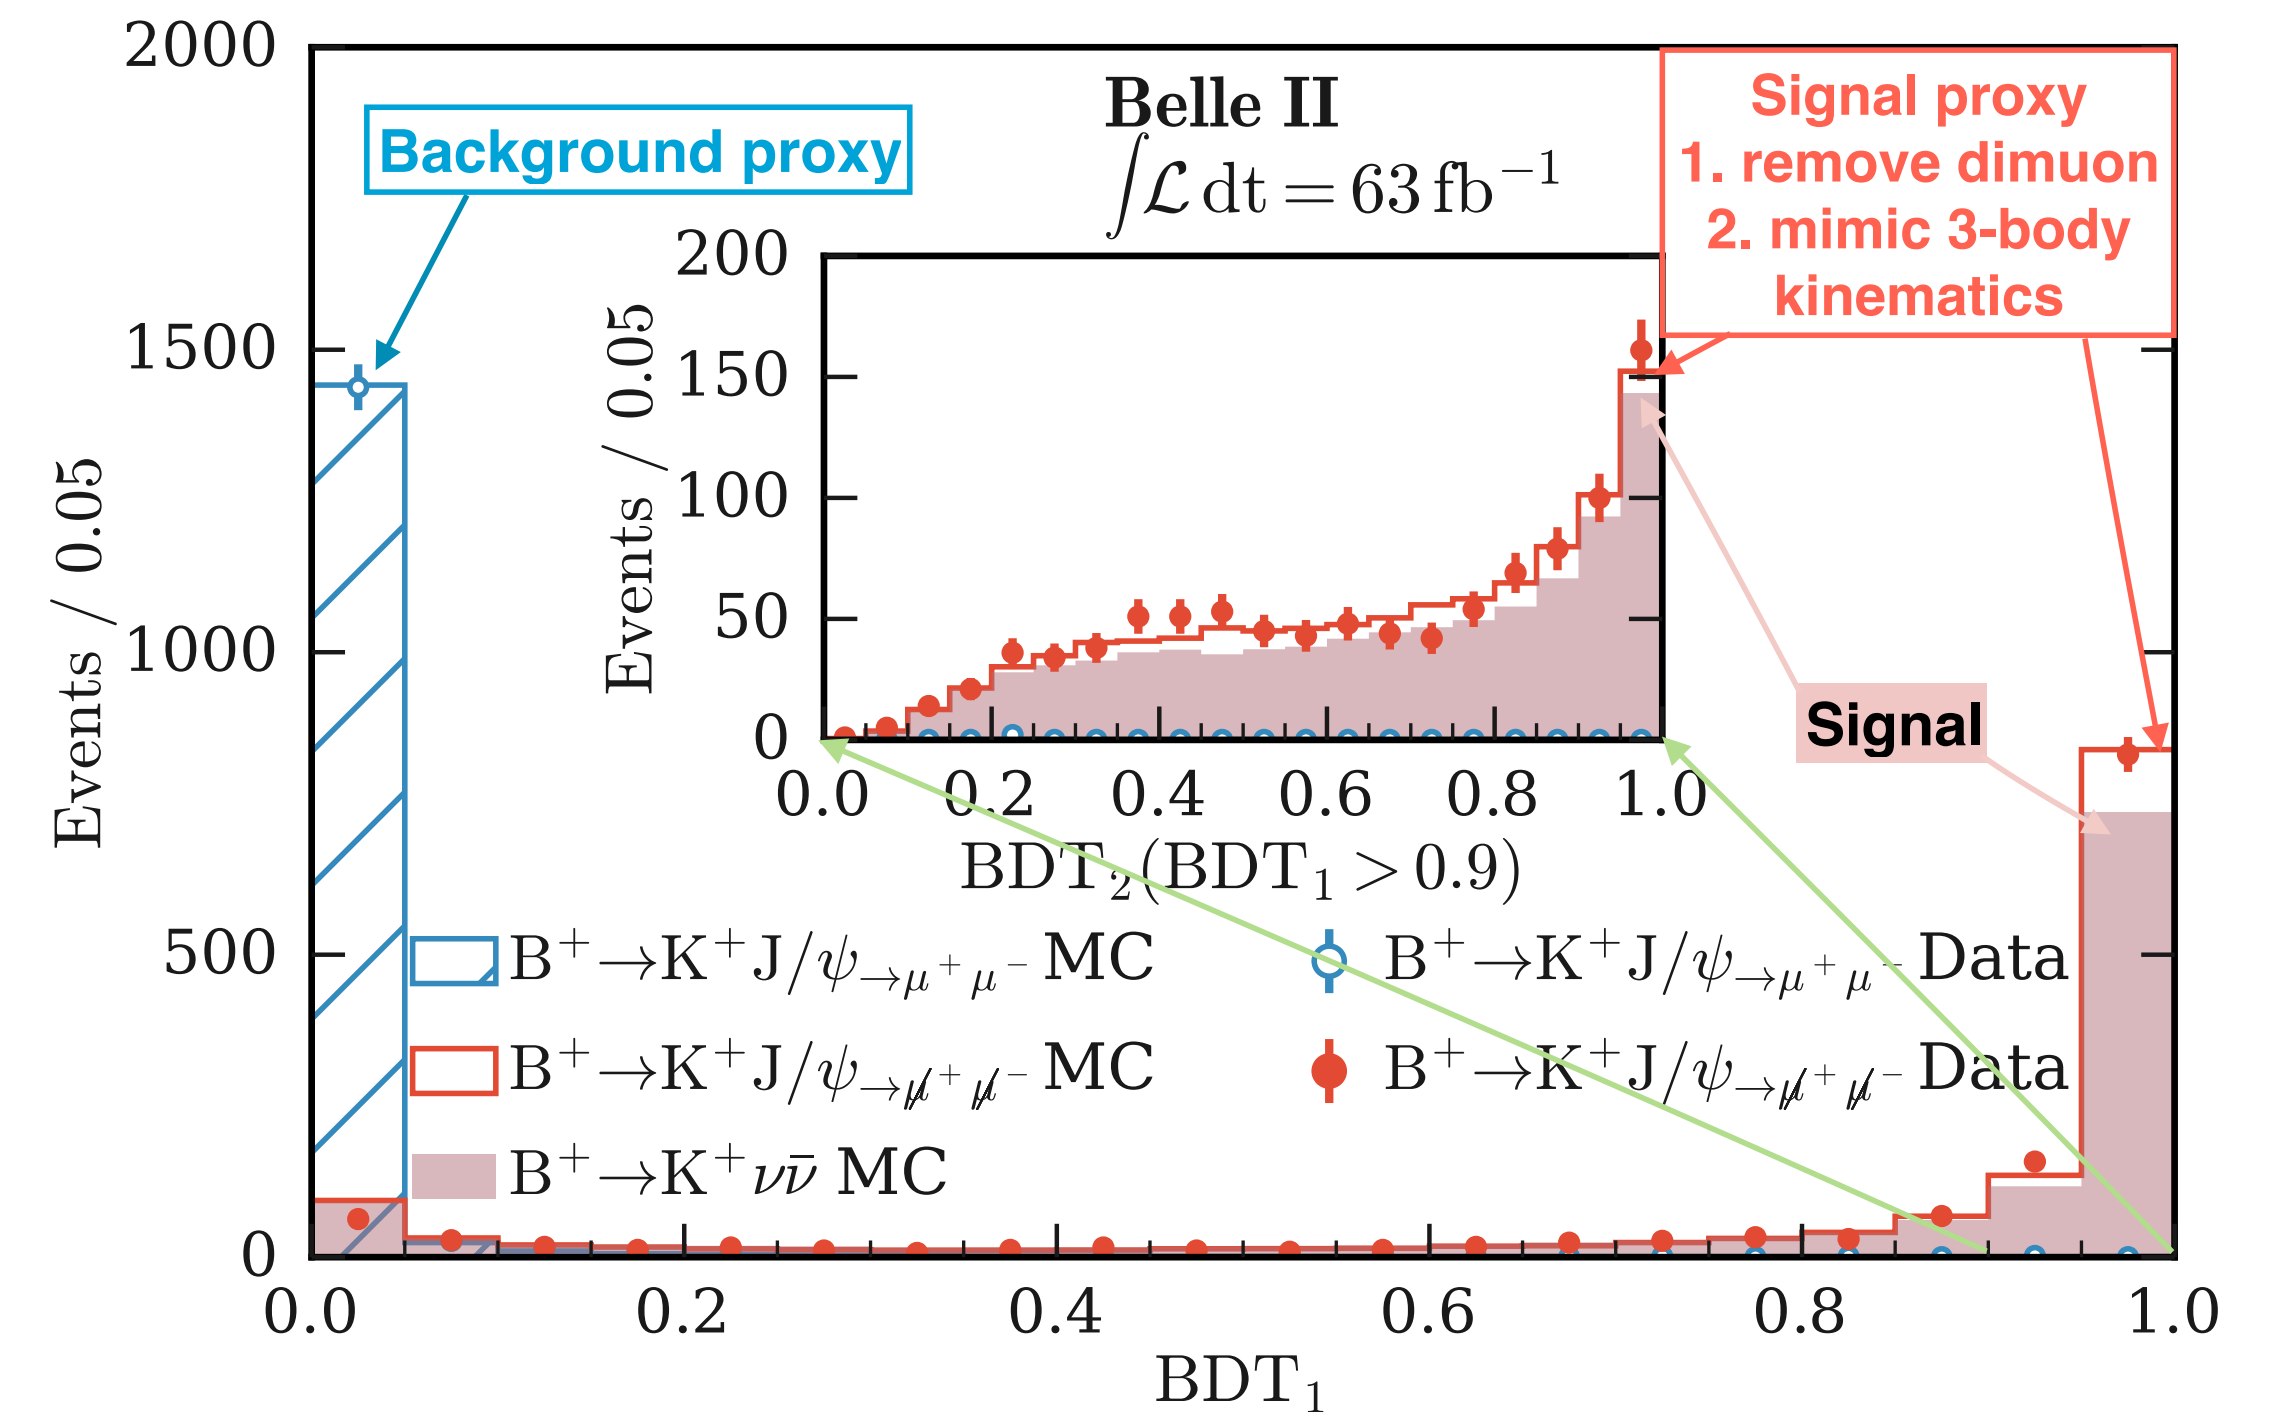 2000
1500
1000
500
0
Events / 0.05
Background proxy
Belle II
∫ℒ dt = 63 fb⁻¹
Signal proxy
1. remove dimuon
2. mimic 3-body
kinematics
200
150
100
50
0
Events / 0.05
0.0 0.2 0.4 0.6 0.8 1.0
BDT₂(BDT₁ > 0.9)
Signal
B⁺→K⁺J/ψ→μ⁺μ⁻ MC
B⁺→K⁺J/ψ→μ̸⁺μ̸⁻ MC
B⁺→K⁺νν̄ MC
B⁺→K⁺J/ψ→μ⁺μ⁻ Data
B⁺→K⁺J/ψ→μ̸⁺μ̸⁻ Data
0.0 0.2 0.4 0.6 0.8 1.0
BDT₁